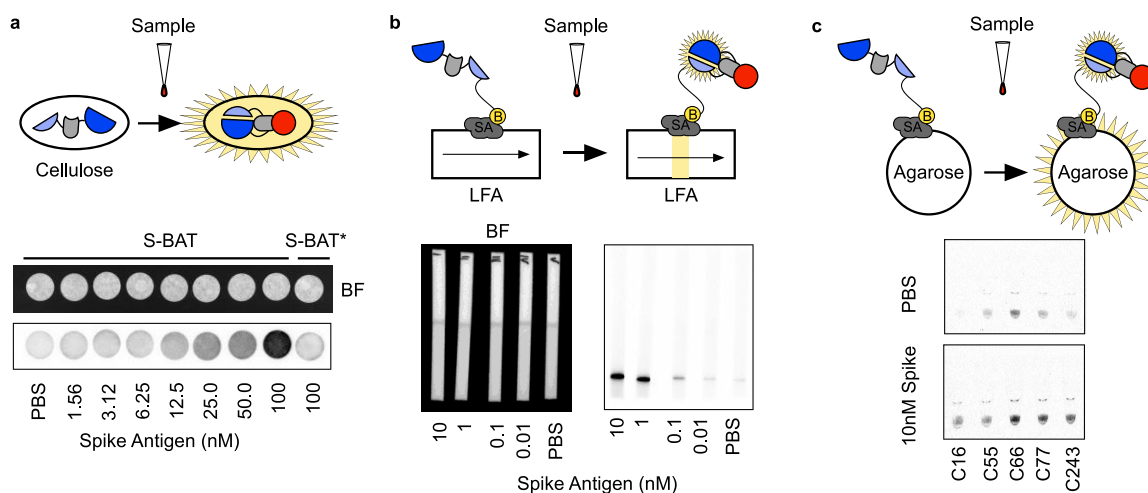 a
Sample
Cellulose
S-BAT
S-BAT*
BF
PBS
1.56
3.12
6.25
12.5
25.0
50.0
100
100
Spike Antigen (nM)
b
Sample
B
SA
LFA
B
SA
LFA
BF
10
1
0.1
0.01
PBS
10
1
0.1
0.01
PBS
Spike Antigen (nM)
c
Sample
B
SA
Agarose
B
SA
Agarose
PBS
10nM Spike
C16
C55
C66
C77
C243